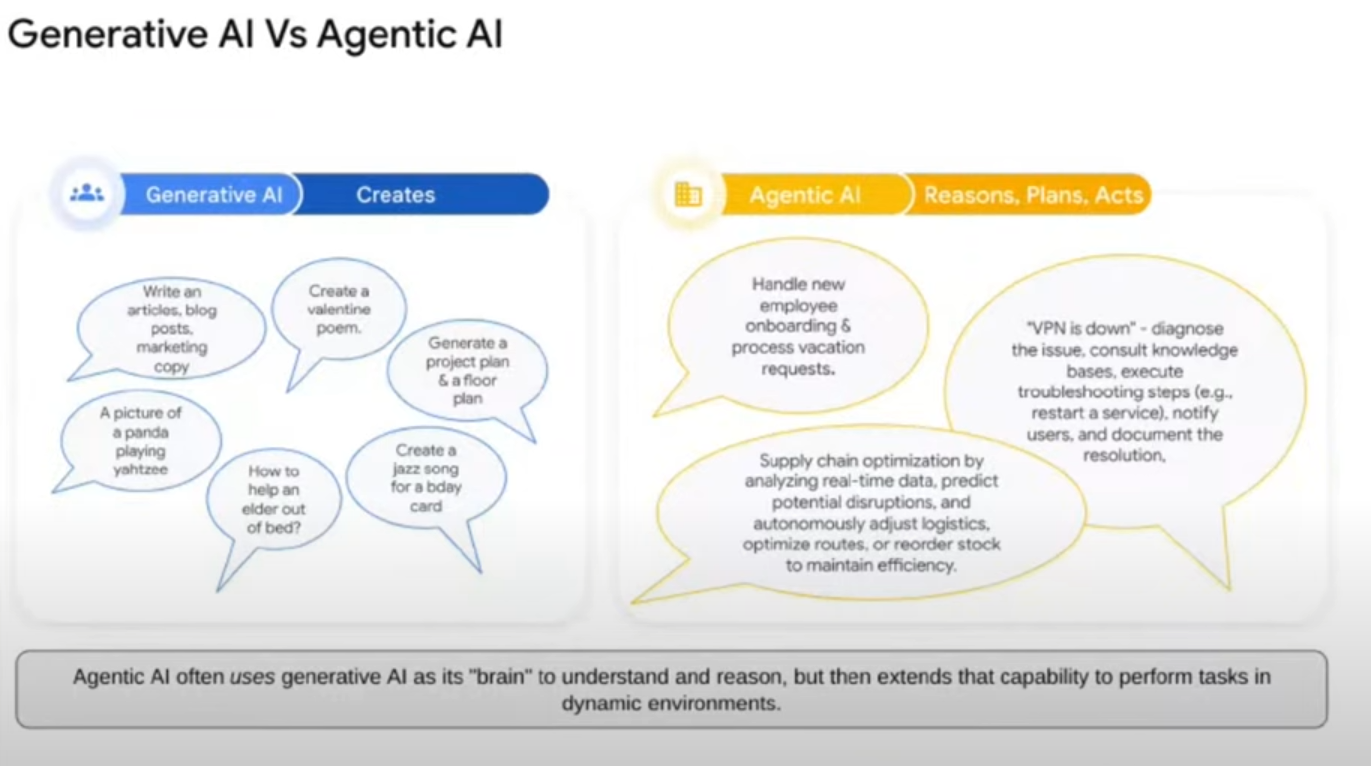 Generative AI Vs Agentic AI
Generative AI
Creates
Write an
articles, blog
posts,
marketing
copy
Create a
valentine
poem.
Generate a
project plan
& a floor
plan
A picture of
a panda
playing
yahtzee
How to
help an
elder out
of bed?
Create a
jazz song
for a bday
card
Agentic AI
Reasons, Plans, Acts
Handle new
employee
onboarding &
process vacation
requests.
"VPN is down" - diagnose
the issue, consult knowledge
bases, execute
troubleshooting steps (e.g.,
restart a service), notify
users, and document the
resolution.
Supply chain optimization by
analyzing real-time data, predict
potential disruptions, and
autonomously adjust logistics,
optimize routes, or reorder stock
to maintain efficiency.
Agentic AI often uses generative AI as its "brain" to understand and reason, but then extends that capability to perform tasks in
dynamic environments.